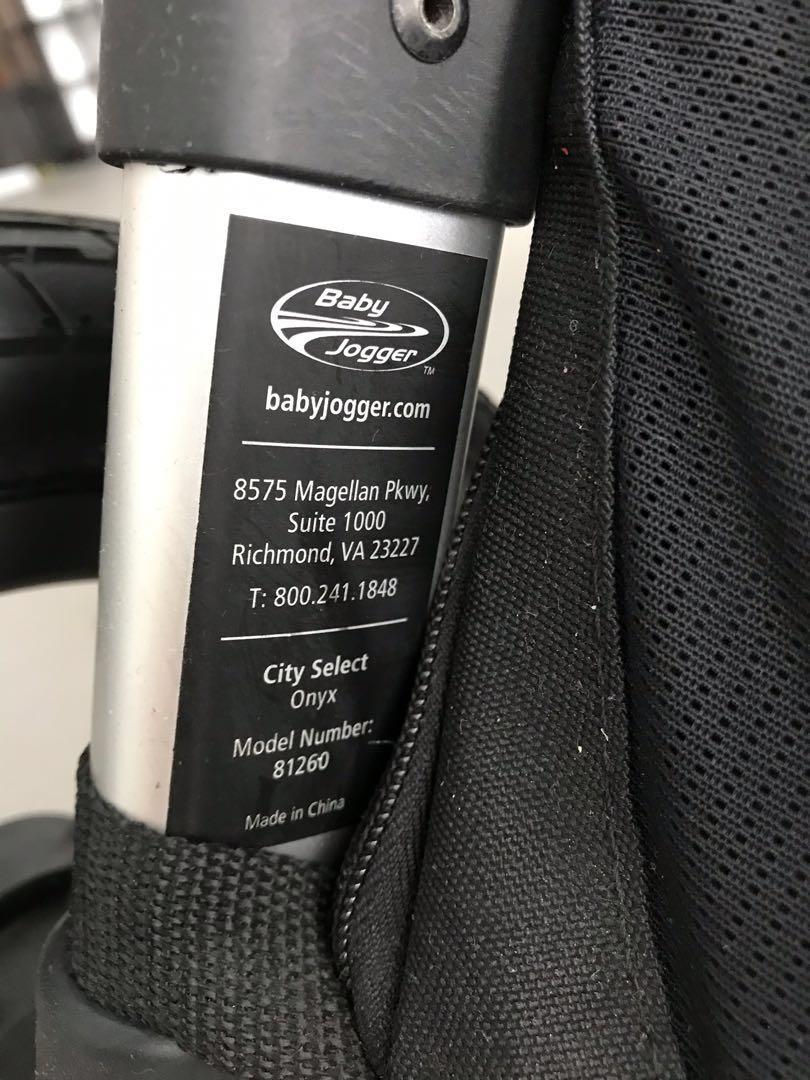 Baby
Jogger
TM
babyjogger.com
8575 Magellan Pkwy,
Suite 1000
Richmond, VA 23227
T: 800.241.1848
City Select
Onyx
Model Number:
81260
Made in China